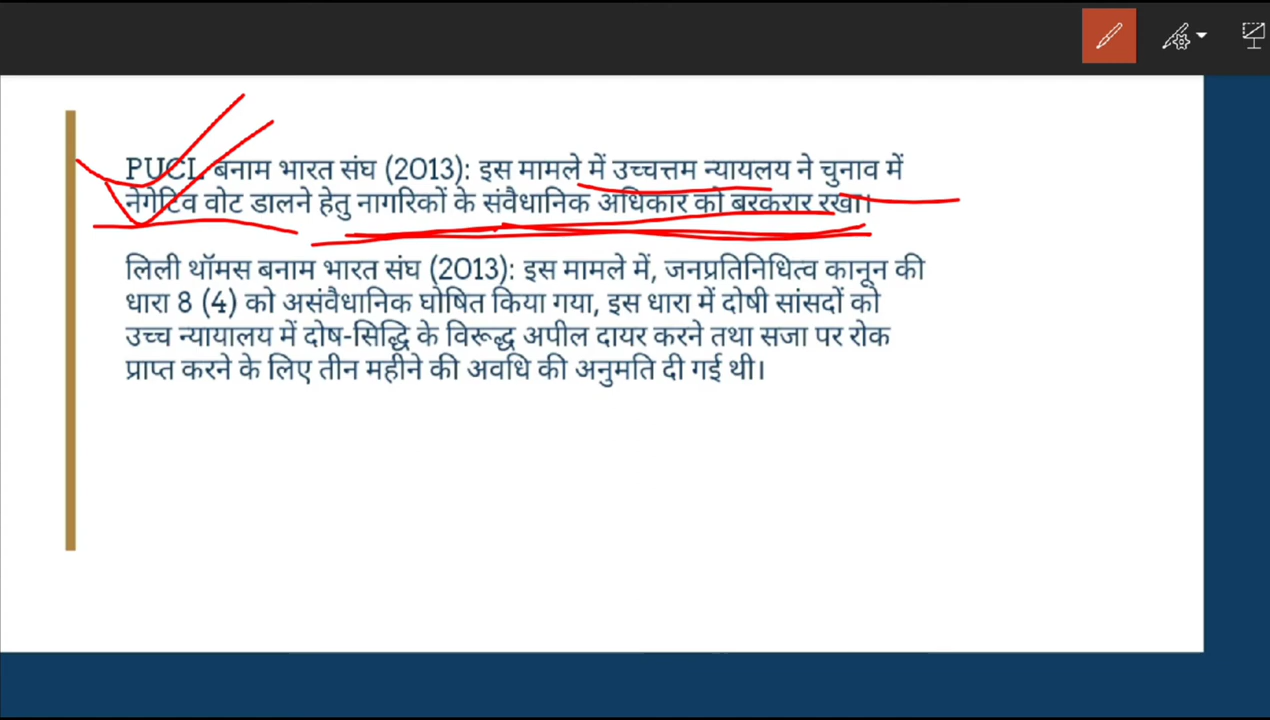 PUCL बनाम भारत संघ (2013): इस मामले में उच्चत्तम न्यायलय ने चुनाव में
नेगेटिव वोट डालने हेतु नागरिकों के संवैधानिक अधिकार को बरकरार रखा।
लिली थॉमस बनाम भारत संघ (2013): इस मामले में, जनप्रतिनिधित्व कानून की
धारा 8 (4) को असंवैधानिक घोषित किया गया, इस धारा में दोषी सांसदों को
उच्च न्यायालय में दोष-सिद्धि के विरूद्ध अपील दायर करने तथा सजा पर रोक
प्राप्त करने के लिए तीन महीने की अवधि की अनुमति दी गई थी।